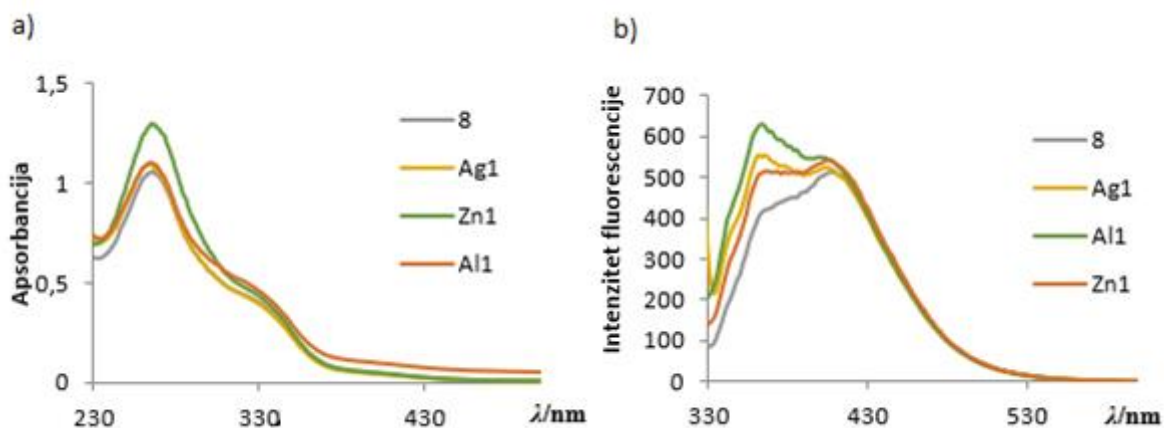 a)
Apsorbancija
1,5
1
0,5
0
230
330
430
λ/nm
8
Ag1
Zn1
Al1
b)
Intenzitet fluorescencije
700
600
500
400
300
200
100
0
330
430
530
λ/nm
8
Ag1
Al1
Zn1